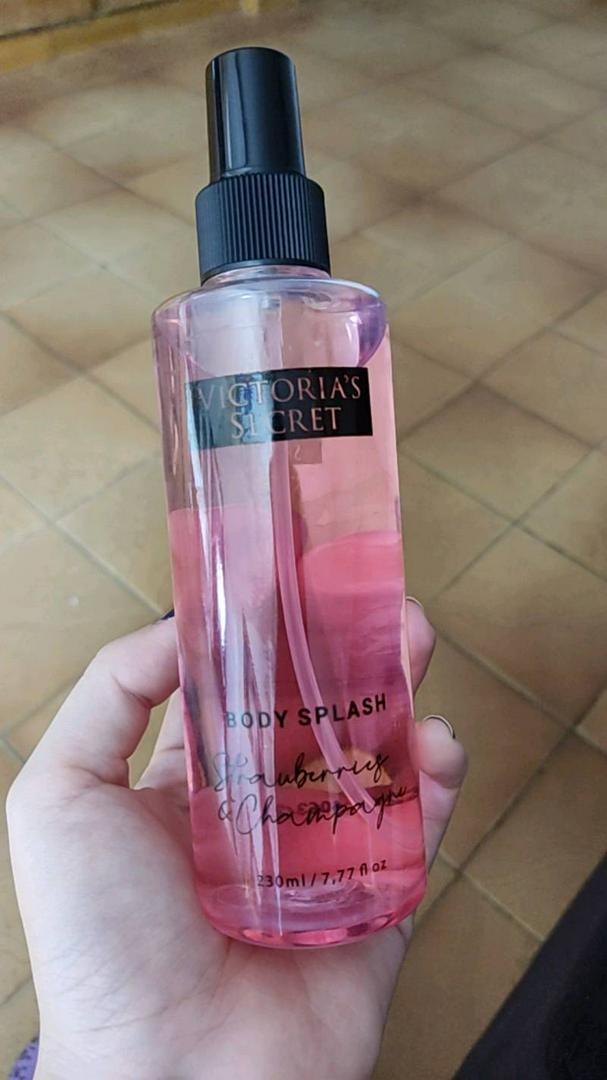 VICTORIA'S
SECRET
BODY SPLASH
Strawberries
& Champagne
230ml / 7,77 fl oz